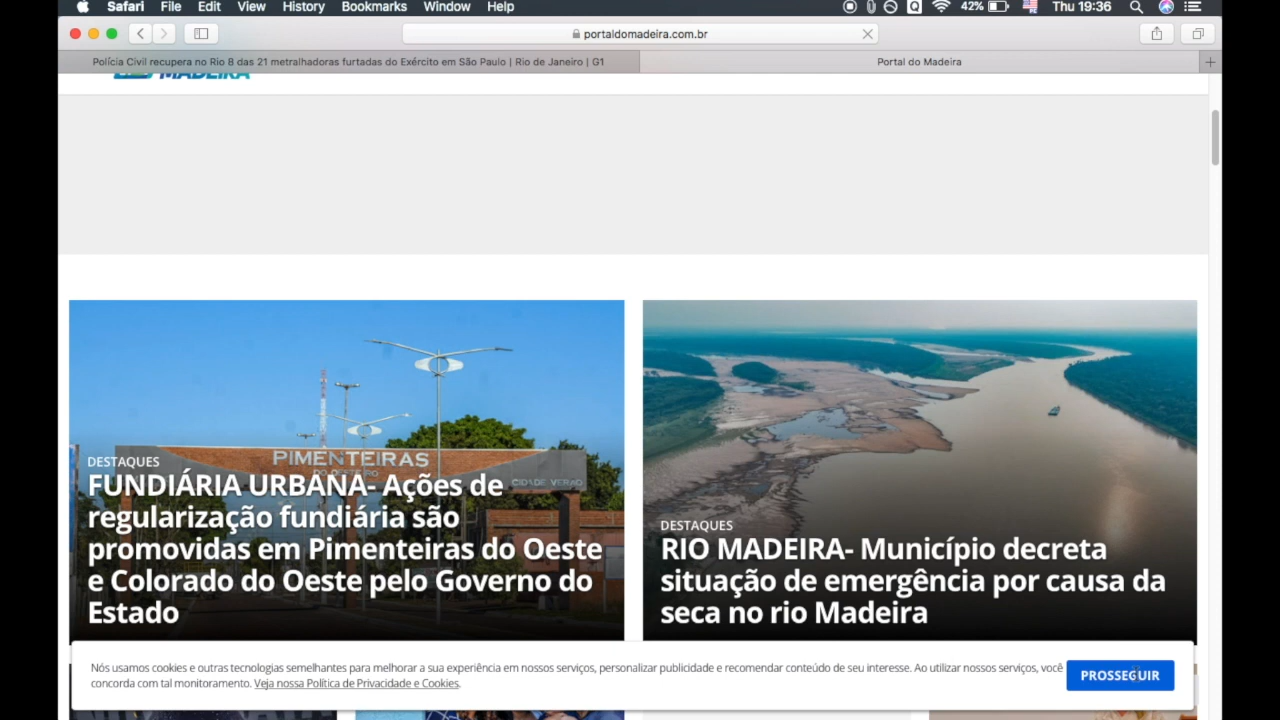 Safari File Edit View History Bookmarks Window Help 42% Thu 19:36
portaldomadeira.com.br
Polícia Civil recupera no Rio 8 das 21 metralhadoras furtadas do Exército em São Paulo | Rio de Janeiro | G1
Portal do Madeira
MADEIRA
PIMENTEIRAS
DO OESTE
CIDADE VERÃO
DESTAQUES
FUNDIÁRIA URBANA- Ações de
regularização fundiária são
promovidas em Pimenteiras do Oeste
e Colorado do Oeste pelo Governo do
Estado
DESTAQUES
RIO MADEIRA- Município decreta
situação de emergência por causa da
seca no rio Madeira
Nós usamos cookies e outras tecnologias semelhantes para melhorar a sua experiência em nossos serviços, personalizar publicidade e recomendar conteúdo de seu interesse. Ao utilizar nossos serviços, você
concorda com tal monitoramento. Veja nossa Política de Privacidade e Cookies.
PROSSEGUIR